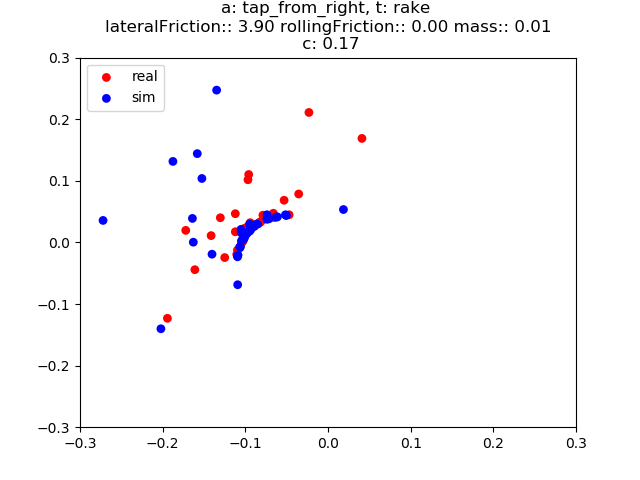 a: tap_from_right, t: rake
lateralFriction:: 3.90 rollingFriction:: 0.00 mass:: 0.01
c: 0.17
real
sim
0.3
0.2
0.1
0.0
−0.1
−0.2
−0.3
−0.3 −0.2 −0.1 0.0 0.1 0.2 0.3